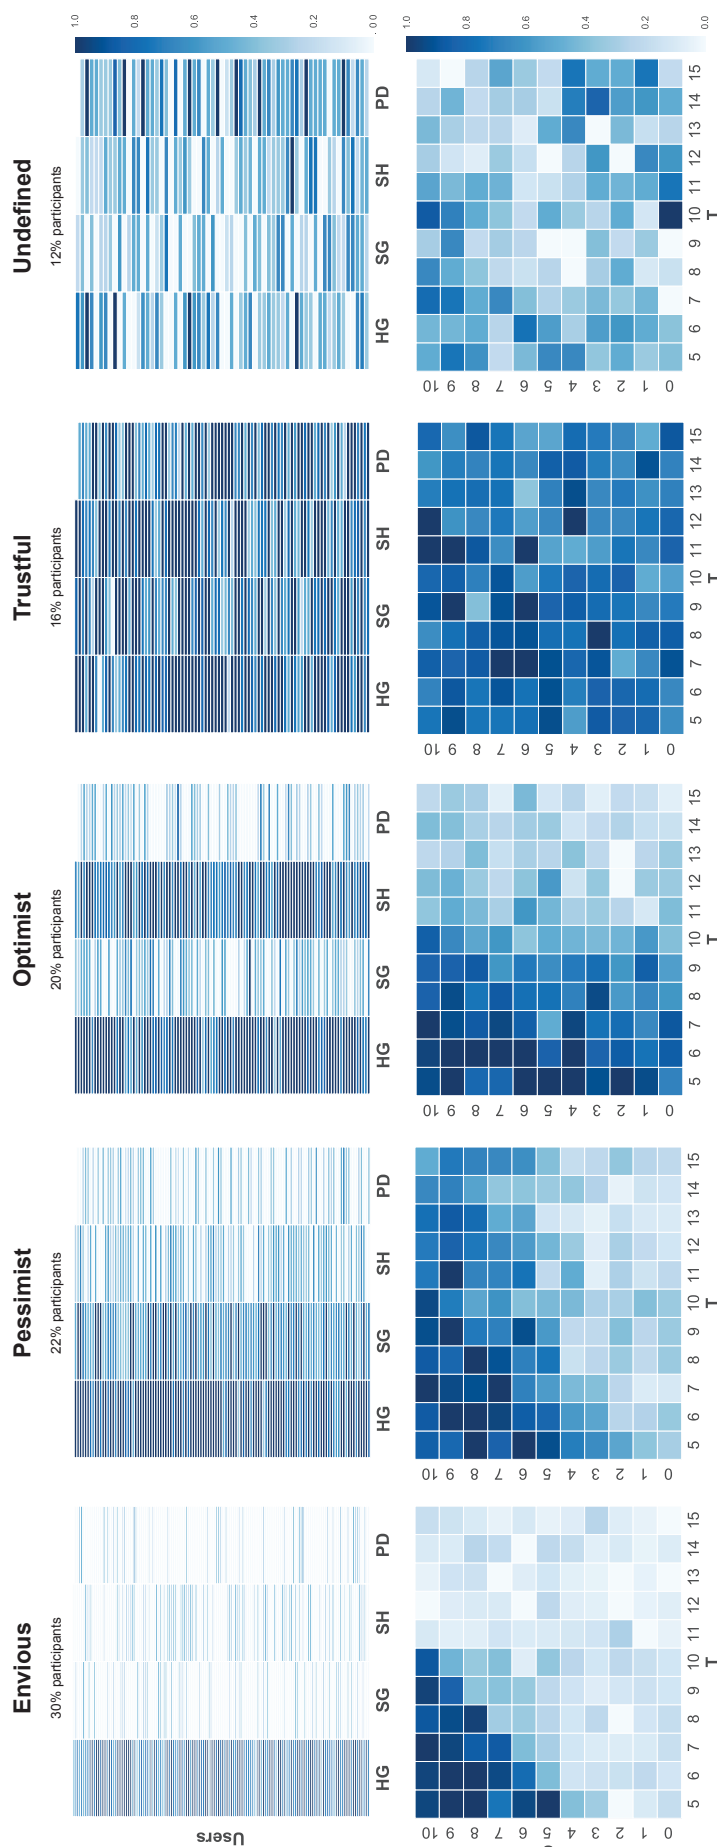 Envious Pessimist Optimist Trustful Undefined
30% participants 22% participants 20% participants 16% participants 12% participants
Users
1.0
0.8
0.6
0.4
0.2
0.0
HG SG SH PD HG SG SH PD HG SG SH PD HG SG SH PD HG SG SH PD
10 10 10 10 10 1.0
9 9 9 9 9
8 8 8 8 8 0.8
7 7 7 7 7
6 6 6 6 6 0.6
5 5 5 5 5
4 4 4 4 4 0.4
3 3 3 3 3
2 2 2 2 2 0.2
1 1 1 1 1
0 0 0 0 0 0.0
5 6 7 8 9 10 11 12 13 14 15 5 6 7 8 9 10 11 12 13 14 15 5 6 7 8 9 10 11 12 13 14 15 5 6 7 8 9 10 11 12 13 14 15 5 6 7 8 9 10 11 12 13 14 15
T T T T T